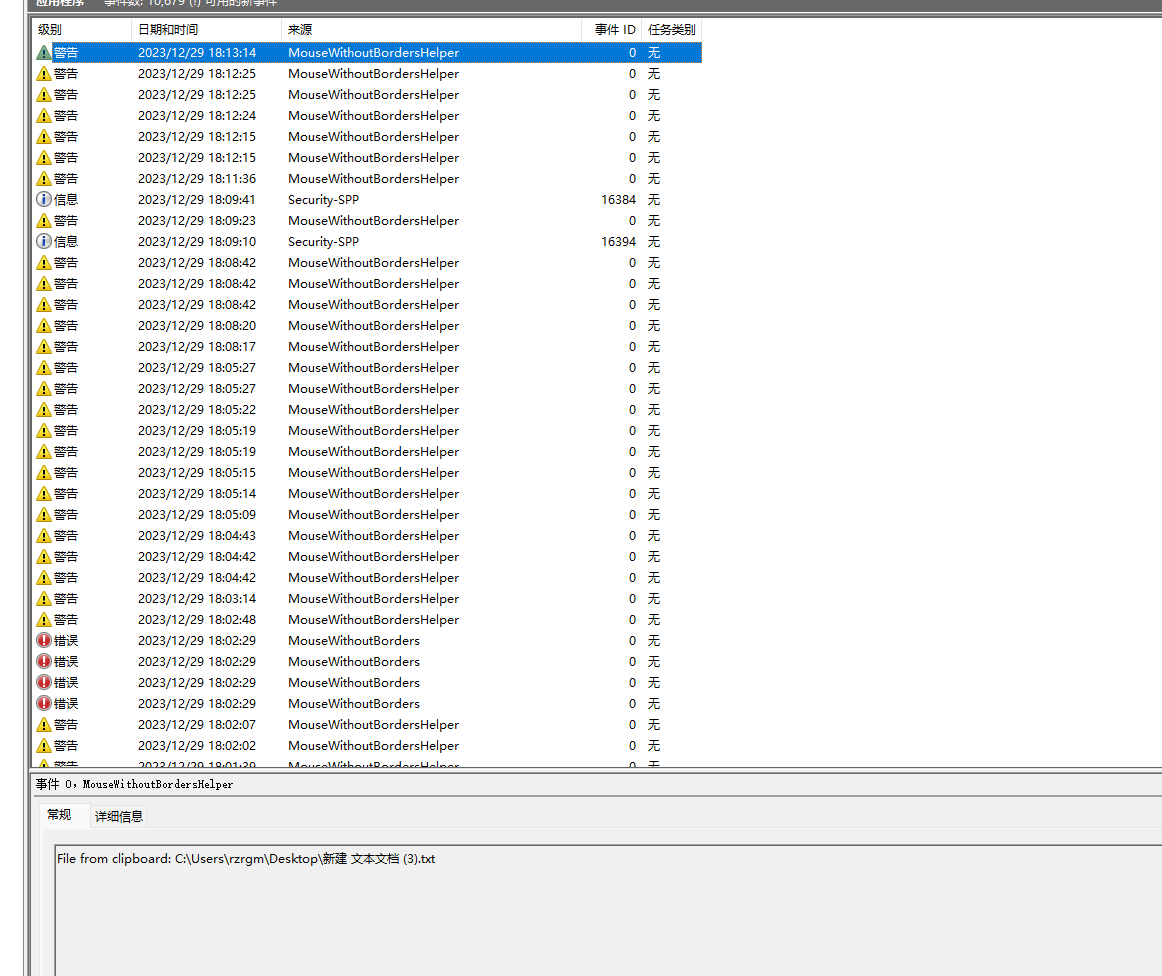 应用程序 事件数: 10,679 (!) 可用的新事件
级别 日期和时间 来源 事件 ID 任务类别
警告 2023/12/29 18:13:14 MouseWithoutBordersHelper 0 无
警告 2023/12/29 18:12:25 MouseWithoutBordersHelper 0 无
警告 2023/12/29 18:12:25 MouseWithoutBordersHelper 0 无
警告 2023/12/29 18:12:24 MouseWithoutBordersHelper 0 无
警告 2023/12/29 18:12:15 MouseWithoutBordersHelper 0 无
警告 2023/12/29 18:12:15 MouseWithoutBordersHelper 0 无
警告 2023/12/29 18:11:36 MouseWithoutBordersHelper 0 无
信息 2023/12/29 18:09:41 Security-SPP 16384 无
警告 2023/12/29 18:09:23 MouseWithoutBordersHelper 0 无
信息 2023/12/29 18:09:10 Security-SPP 16394 无
警告 2023/12/29 18:08:42 MouseWithoutBordersHelper 0 无
警告 2023/12/29 18:08:42 MouseWithoutBordersHelper 0 无
警告 2023/12/29 18:08:42 MouseWithoutBordersHelper 0 无
警告 2023/12/29 18:08:20 MouseWithoutBordersHelper 0 无
警告 2023/12/29 18:08:17 MouseWithoutBordersHelper 0 无
警告 2023/12/29 18:05:27 MouseWithoutBordersHelper 0 无
警告 2023/12/29 18:05:27 MouseWithoutBordersHelper 0 无
警告 2023/12/29 18:05:22 MouseWithoutBordersHelper 0 无
警告 2023/12/29 18:05:19 MouseWithoutBordersHelper 0 无
警告 2023/12/29 18:05:19 MouseWithoutBordersHelper 0 无
警告 2023/12/29 18:05:15 MouseWithoutBordersHelper 0 无
警告 2023/12/29 18:05:14 MouseWithoutBordersHelper 0 无
警告 2023/12/29 18:05:09 MouseWithoutBordersHelper 0 无
警告 2023/12/29 18:04:43 MouseWithoutBordersHelper 0 无
警告 2023/12/29 18:04:42 MouseWithoutBordersHelper 0 无
警告 2023/12/29 18:04:42 MouseWithoutBordersHelper 0 无
警告 2023/12/29 18:03:14 MouseWithoutBordersHelper 0 无
警告 2023/12/29 18:02:48 MouseWithoutBordersHelper 0 无
错误 2023/12/29 18:02:29 MouseWithoutBorders 0 无
错误 2023/12/29 18:02:29 MouseWithoutBorders 0 无
错误 2023/12/29 18:02:29 MouseWithoutBorders 0 无
错误 2023/12/29 18:02:29 MouseWithoutBorders 0 无
警告 2023/12/29 18:02:07 MouseWithoutBordersHelper 0 无
警告 2023/12/29 18:02:02 MouseWithoutBordersHelper 0 无
警告 2023/12/29 18:01:39 MouseWithoutBordersHelper 0 无
事件 0，MouseWithoutBordersHelper
常规 详细信息
File from clipboard: C:\Users\rzrgm\Desktop\新建 文本文档 (3).txt